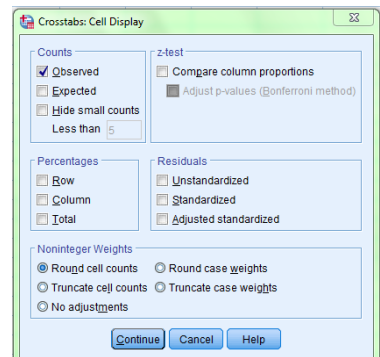 Crosstabs: Cell Display
Counts
Observed
Expected
Hide small counts
Less than 5
z-test
Compare column proportions
Adjust p-values (Bonferroni method)
Percentages
Row
Column
Total
Residuals
Unstandardized
Standardized
Adjusted standardized
Noninteger Weights
Round cell counts Round case weights
Truncate cell counts Truncate case weights
No adjustments
Continue Cancel Help